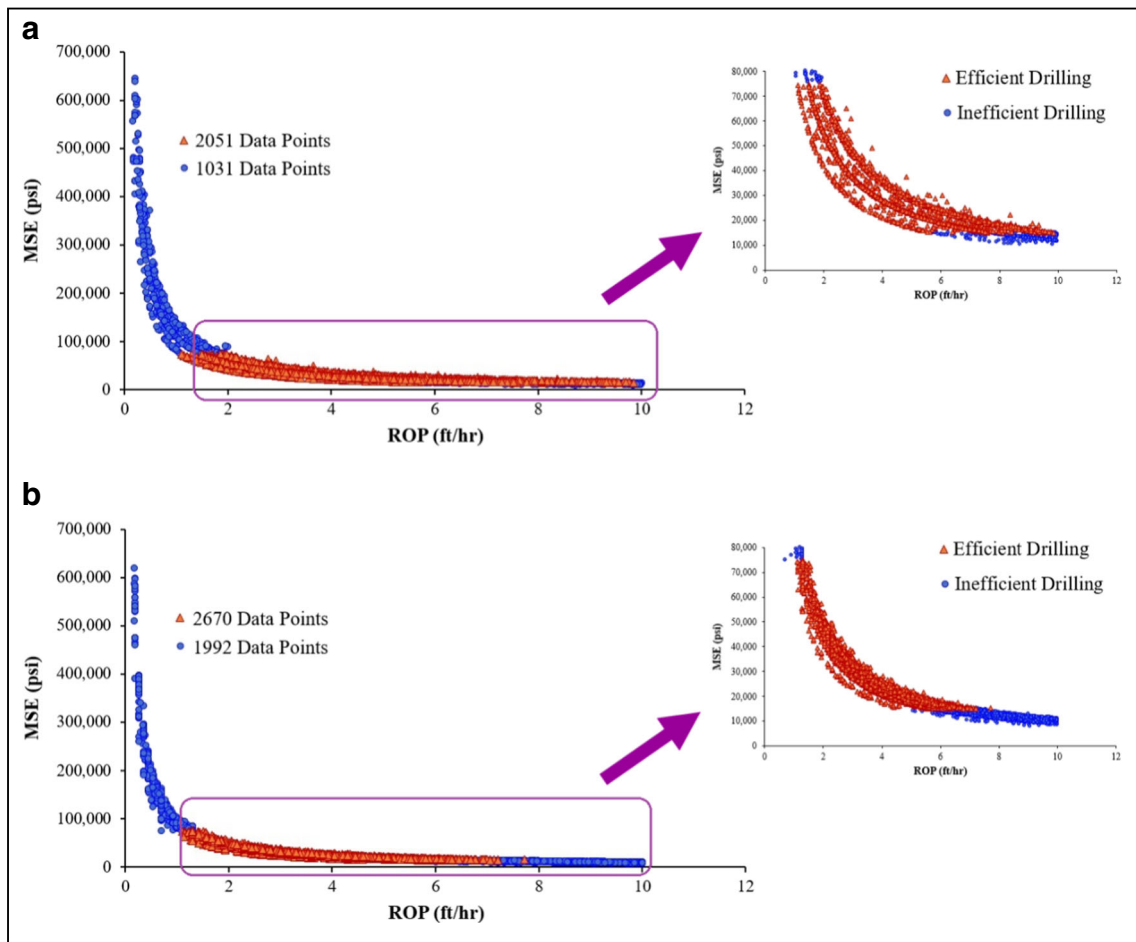 a
700,000
600,000
500,000
400,000
300,000
200,000
100,000
0
MSE (psi)
0 2 4 6 8 10 12
ROP (ft/hr)
2051 Data Points
1031 Data Points
80,000
70,000
60,000
50,000
40,000
30,000
20,000
10,000
0
MSE (psi)
0 2 4 6 8 10 12
ROP (ft/hr)
Efficient Drilling
Inefficient Drilling
b
700,000
600,000
500,000
400,000
300,000
200,000
100,000
0
MSE (psi)
0 2 4 6 8 10 12
ROP (ft/hr)
2670 Data Points
1992 Data Points
80,000
70,000
60,000
50,000
40,000
30,000
20,000
10,000
0
MSE (psi)
0 2 4 6 8 10 12
ROP (ft/hr)
Efficient Drilling
Inefficient Drilling